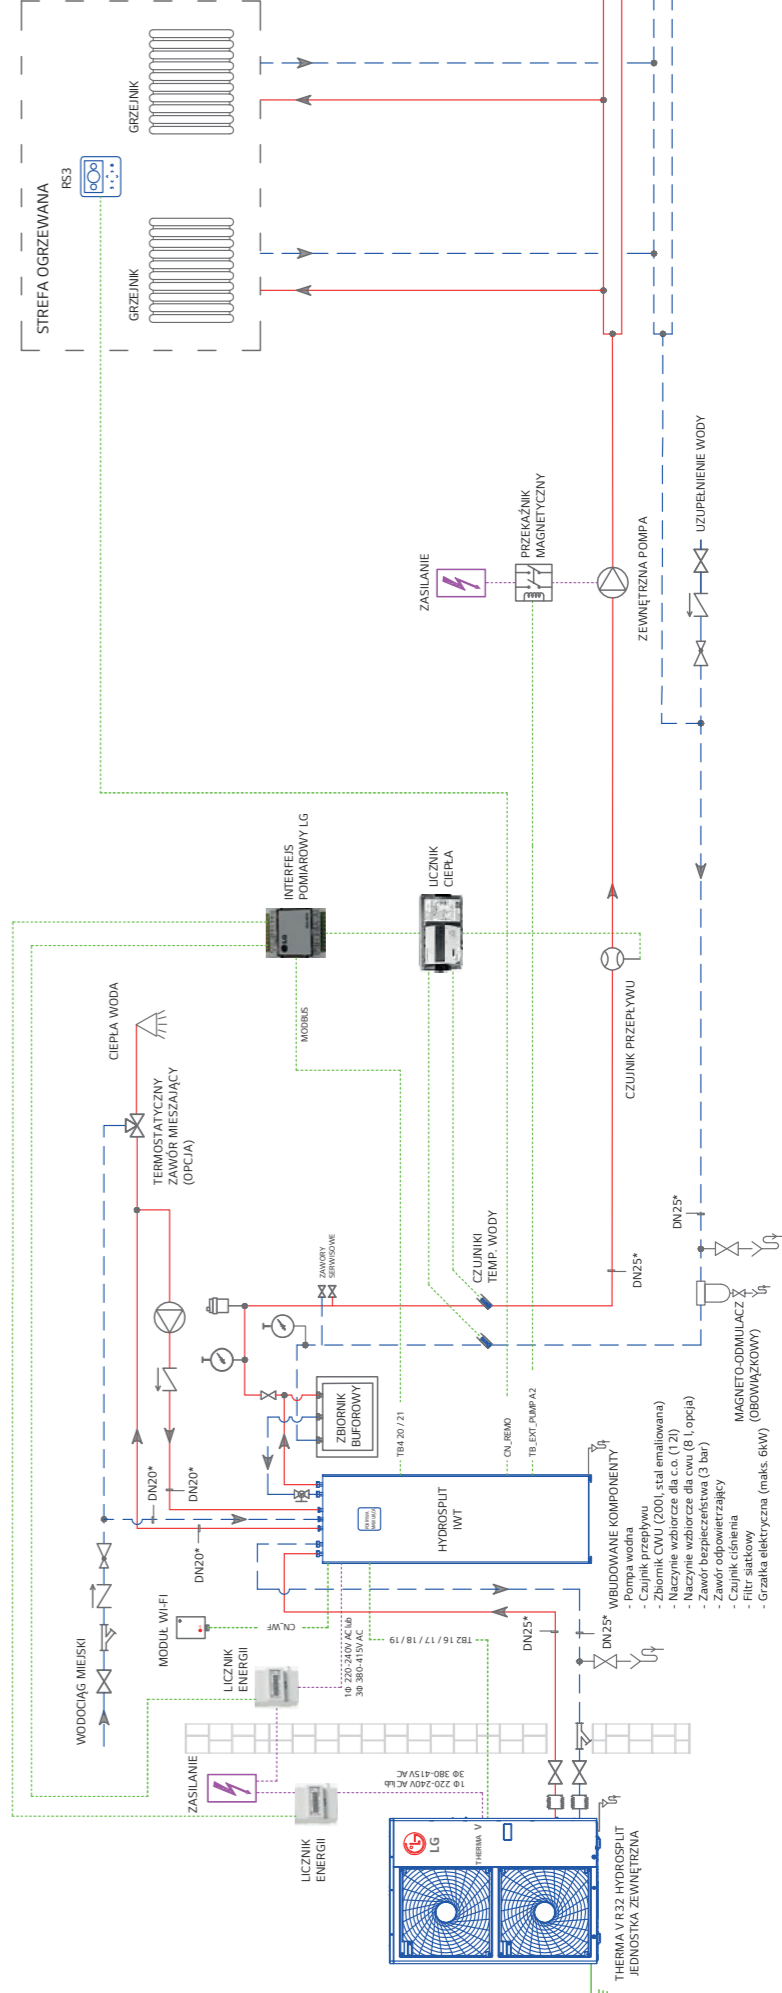 STREFA OGRZEWANA
RS3
GRZEJNIK
GRZEJNIK
ZASILANIE
PRZEKAŹNIK
MAGNETYCZNY
ZEWNĘTRZNA POMPA
UZUPEŁNIENIE WODY
INTERFEJS
POMIAROWY LG
LICZNIK
CIEPŁA
CIEPŁA WODA
MODBUS
TERMOSTATYCZNY
ZAWÓR MIESZAJĄCY
(OPCJA)
CZUJNIK PRZEPŁYWU
ZAWORY
SERWISOWE
CZUJNIKI
TEMP. WODY
DN25*
DN25*
MAGNETO-ODMULACZ
(OBOWIĄZKOWY)
ZBIORNIK
BUFOROWY
TB4 20 / 21
CN_REMO
TB_EXT_PUMP A2
DN20*
DN20*
DN20*
HYDROSPLIT
IWT
WODOCIĄG MIEJSKI
MODUŁ WI-FI
CN_WF
LICZNIK
ENERGII
1Φ 220-240V AC lub
3Φ 380-415V AC
TB2 16 / 17 / 18 / 19
DN25*
DN25*
WBUDOWANE KOMPONENTY
- Pompa wodna
- Czujnik przepływu
- Zbiornik CWU (200l, stal emaliowana)
- Naczynie wzbiorcze dla c.o. (12l)
- Naczynie wzbiorcze dla cwu (8 l, opcja)
- Zawór bezpieczeństwa (3 bar)
- Zawór odpowietrzający
- Czujnik ciśnienia
- Filtr siatkowy
- Grzałka elektryczna (maks. 6kW)
ZASILANIE
LICZNIK
ENERGII
1Φ 220-240V AC lub
3Φ 380-415V AC
LG
THERMA V
THERMA V R32 HYDROSPLIT
JEDNOSTKA ZEWNĘTRZNA